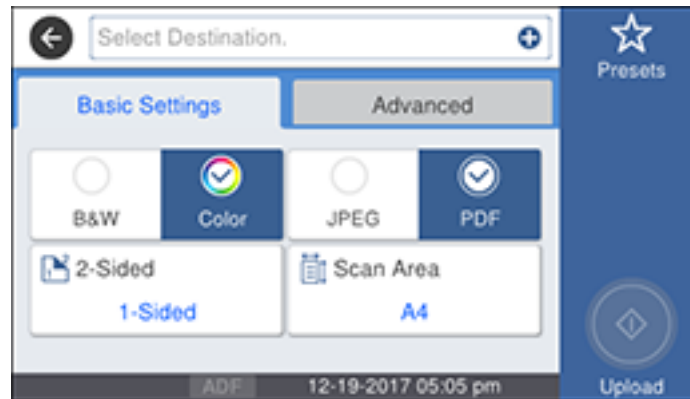 Select Destination.
Presets
Basic Settings
Advanced
B&W
Color
JPEG
PDF
2-Sided
1-Sided
Scan Area
A4
ADF
12-19-2017 05:05 pm
Upload